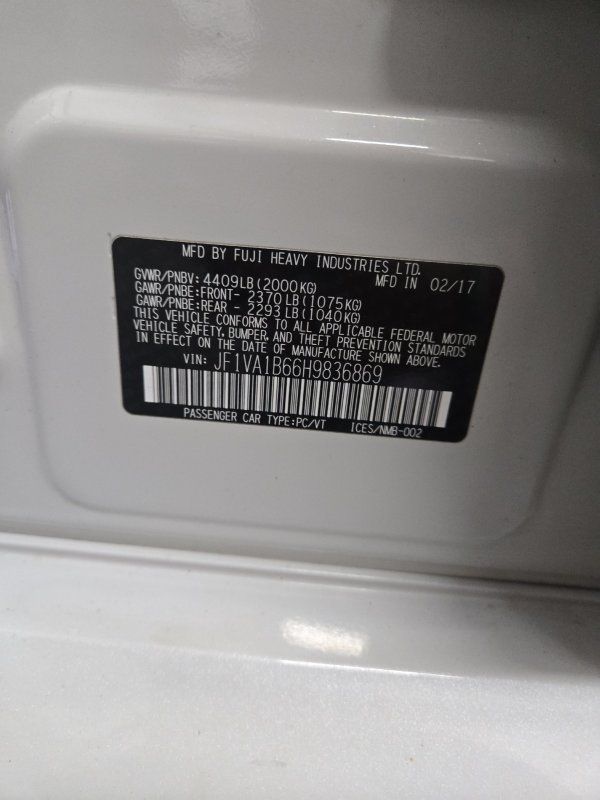 MFD BY FUJI HEAVY INDUSTRIES LTD.
GVWR/PNBV: 4409LB(2000KG) MFD IN 02/17
GAWR/PNBE:FRONT- 2370LB(1075KG)
GAWR/PNBE:REAR - 2293LB(1040KG)
THIS VEHICLE CONFORMS TO ALL APPLICABLE FEDERAL MOTOR
VEHICLE SAFETY, BUMPER, AND THEFT PREVENTION STANDARDS
IN EFFECT ON THE DATE OF MANUFACTURE SHOWN ABOVE.
VIN: JF1VA1B66H9836869
PASSENGER CAR TYPE:PC/VT ICES/NMB-002